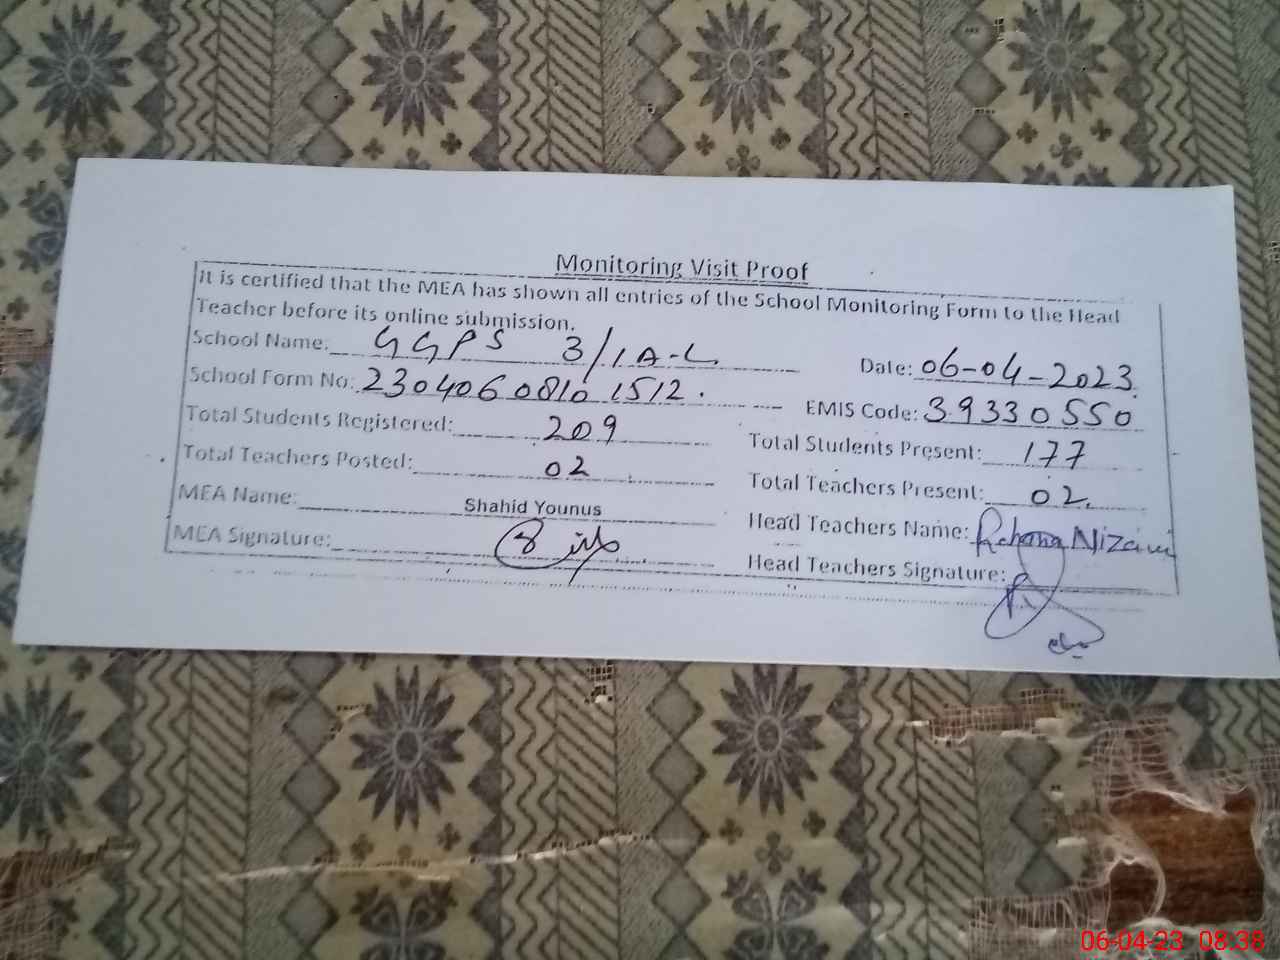 Monitoring Visit Proof
It is certified that the MEA has shown all entries of the School Monitoring Form to the Head
Teacher before its online submission.
School Name: GGPS 3/1A-L Date: 06-04-2023
School Form No: 23040608101512. EMIS Code: 39330550
Total Students Registered: 209 Total Students Present: 177
Total Teachers Posted: 02 Total Teachers Present: 02.
MEA Name: Shahid Younus Head Teachers Name: Rehana Nizami
MEA Signature: Head Teachers Signature:
06-04-23 08:38